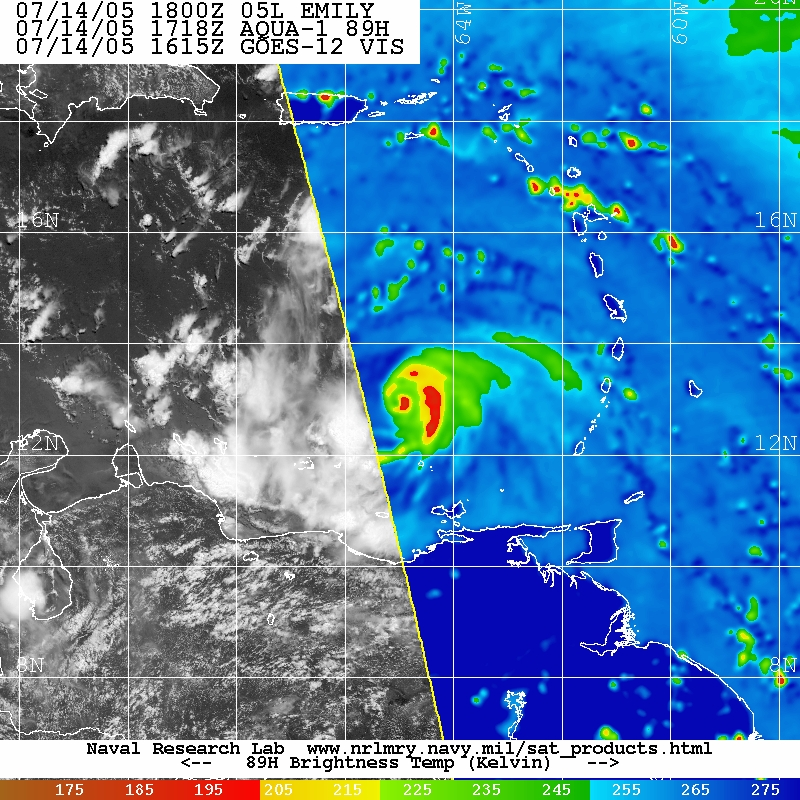 07/14/05 1800Z 05L EMILY
07/14/05 1718Z AQUA-1 89H
07/14/05 1615Z GOES-12 VIS
64W
60W
20N
16N
16N
12N
12N
8N
8N
Naval Research Lab www.nrlmry.navy.mil/sat_products.html
<-- 89H Brightness Temp (Kelvin) -->
175 185 195 205 215 225 235 245 255 265 275